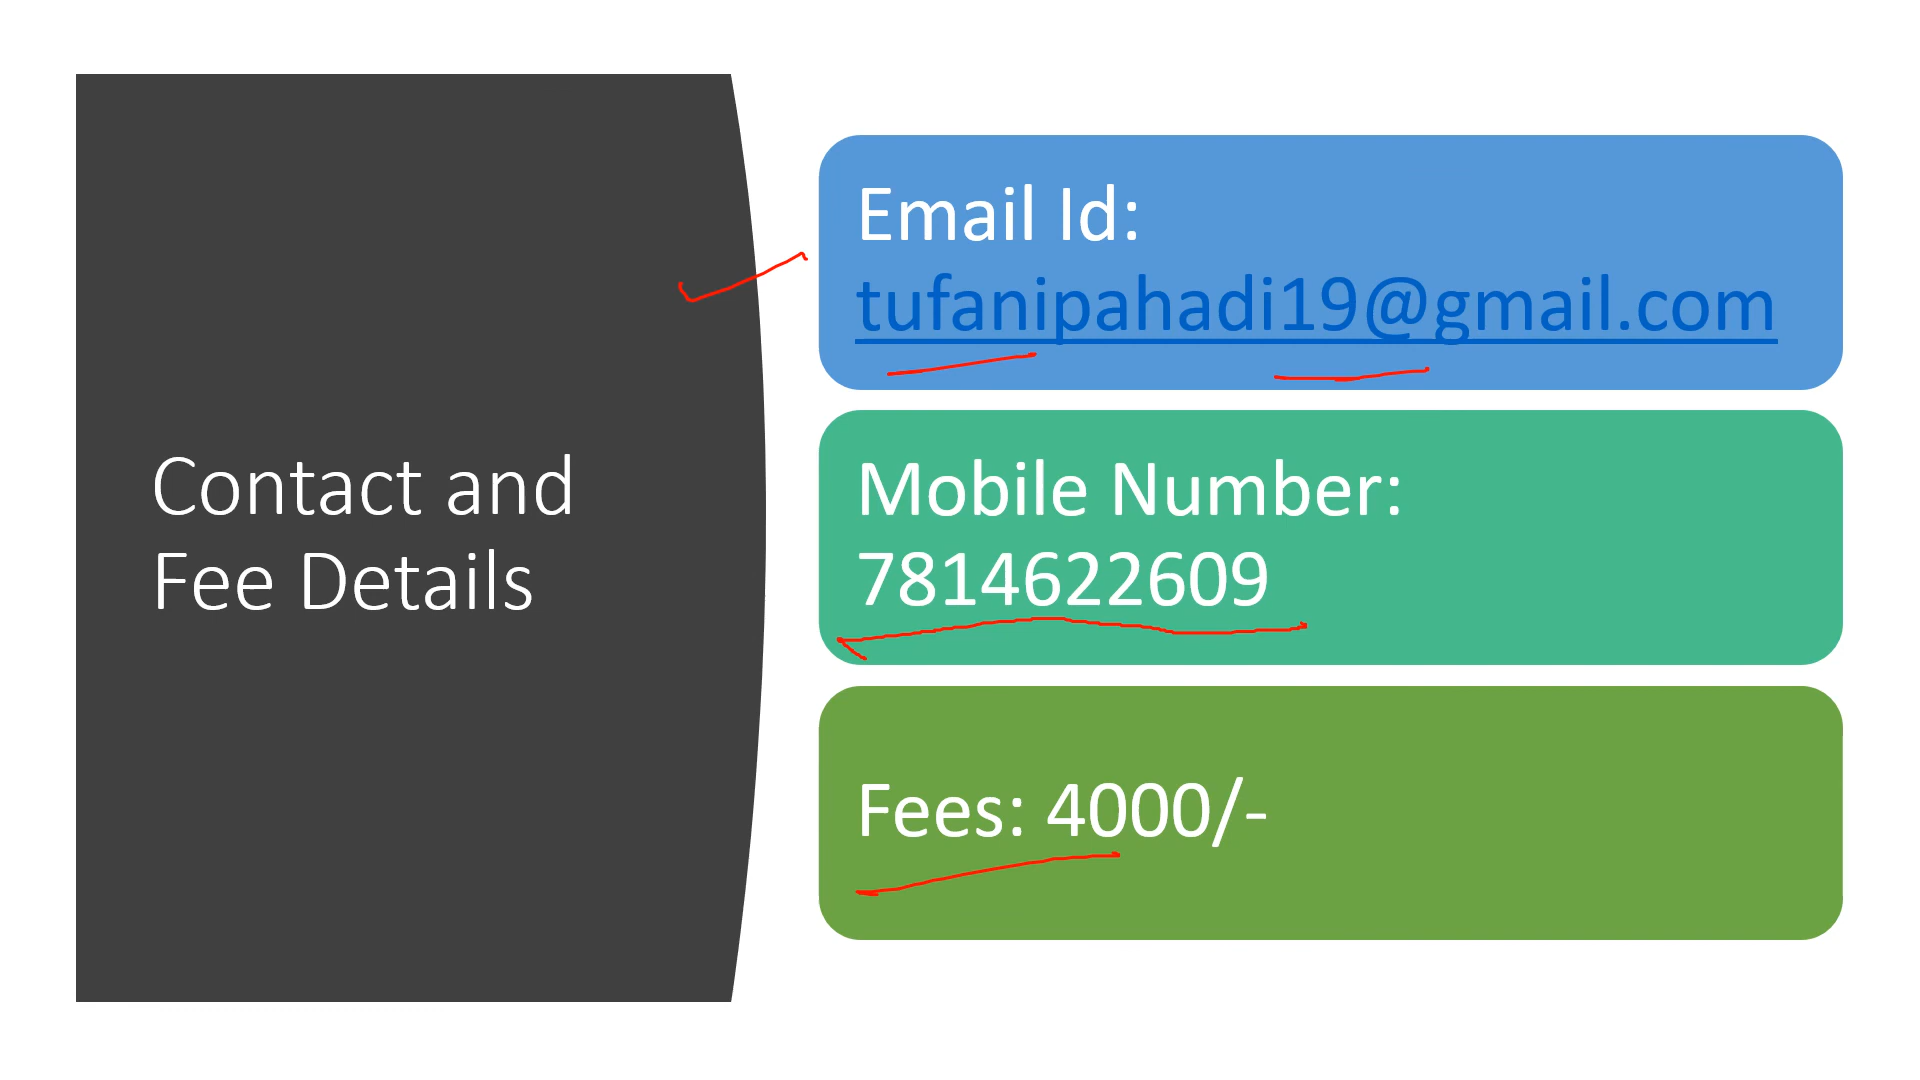 Contact and
Fee Details
Email Id:
tufanipahadi19@gmail.com
Mobile Number:
7814622609
Fees: 4000/-